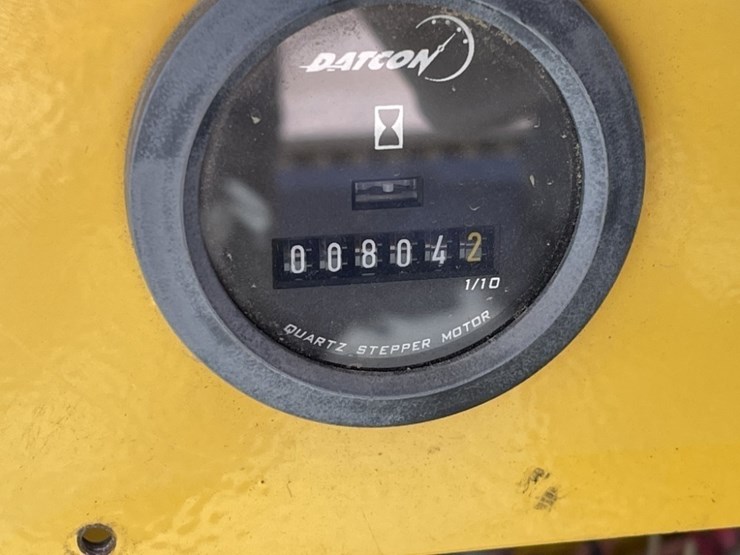 DATCON
008042
1/10
QUARTZ STEPPER MOTOR